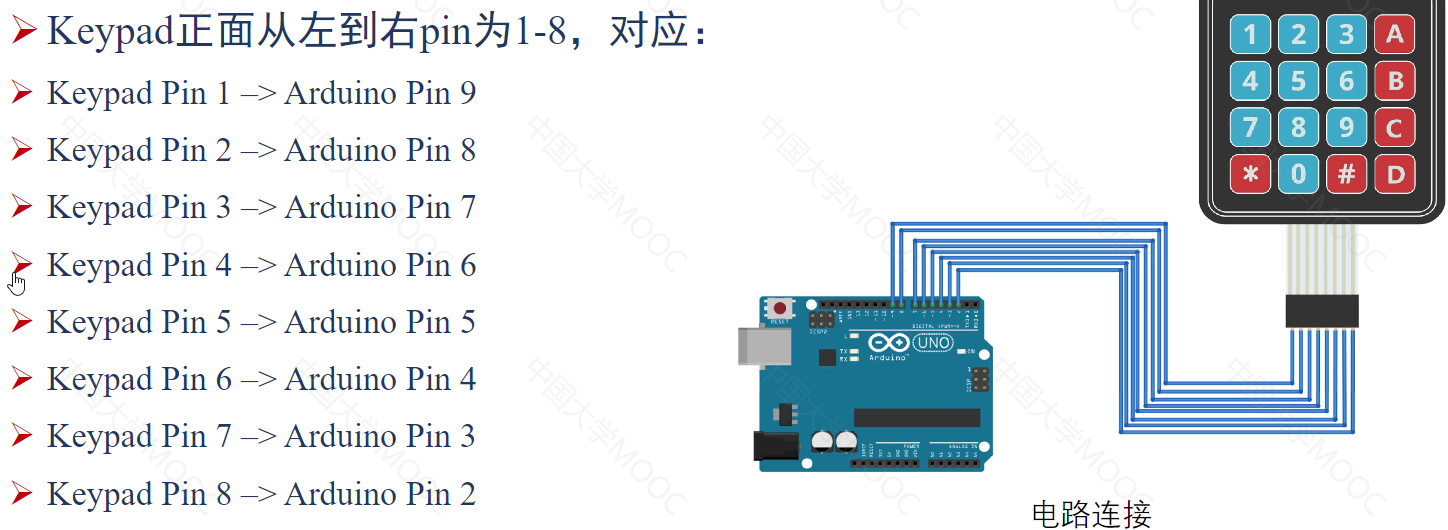 Keypad正面从左到右pin为1-8，对应：
Keypad Pin 1 –> Arduino Pin 9
Keypad Pin 2 –> Arduino Pin 8
Keypad Pin 3 –> Arduino Pin 7
Keypad Pin 4 –> Arduino Pin 6
Keypad Pin 5 –> Arduino Pin 5
Keypad Pin 6 –> Arduino Pin 4
Keypad Pin 7 –> Arduino Pin 3
Keypad Pin 8 –> Arduino Pin 2
1 2 3 A
4 5 6 B
7 8 9 C
* 0 # D
RESET
ICSP2
DIGITAL (PWM~)
L
TX
RX
Arduino
UNO
ON
ICSP
POWER
ANALOG IN
电路连接
中国大学MOOC